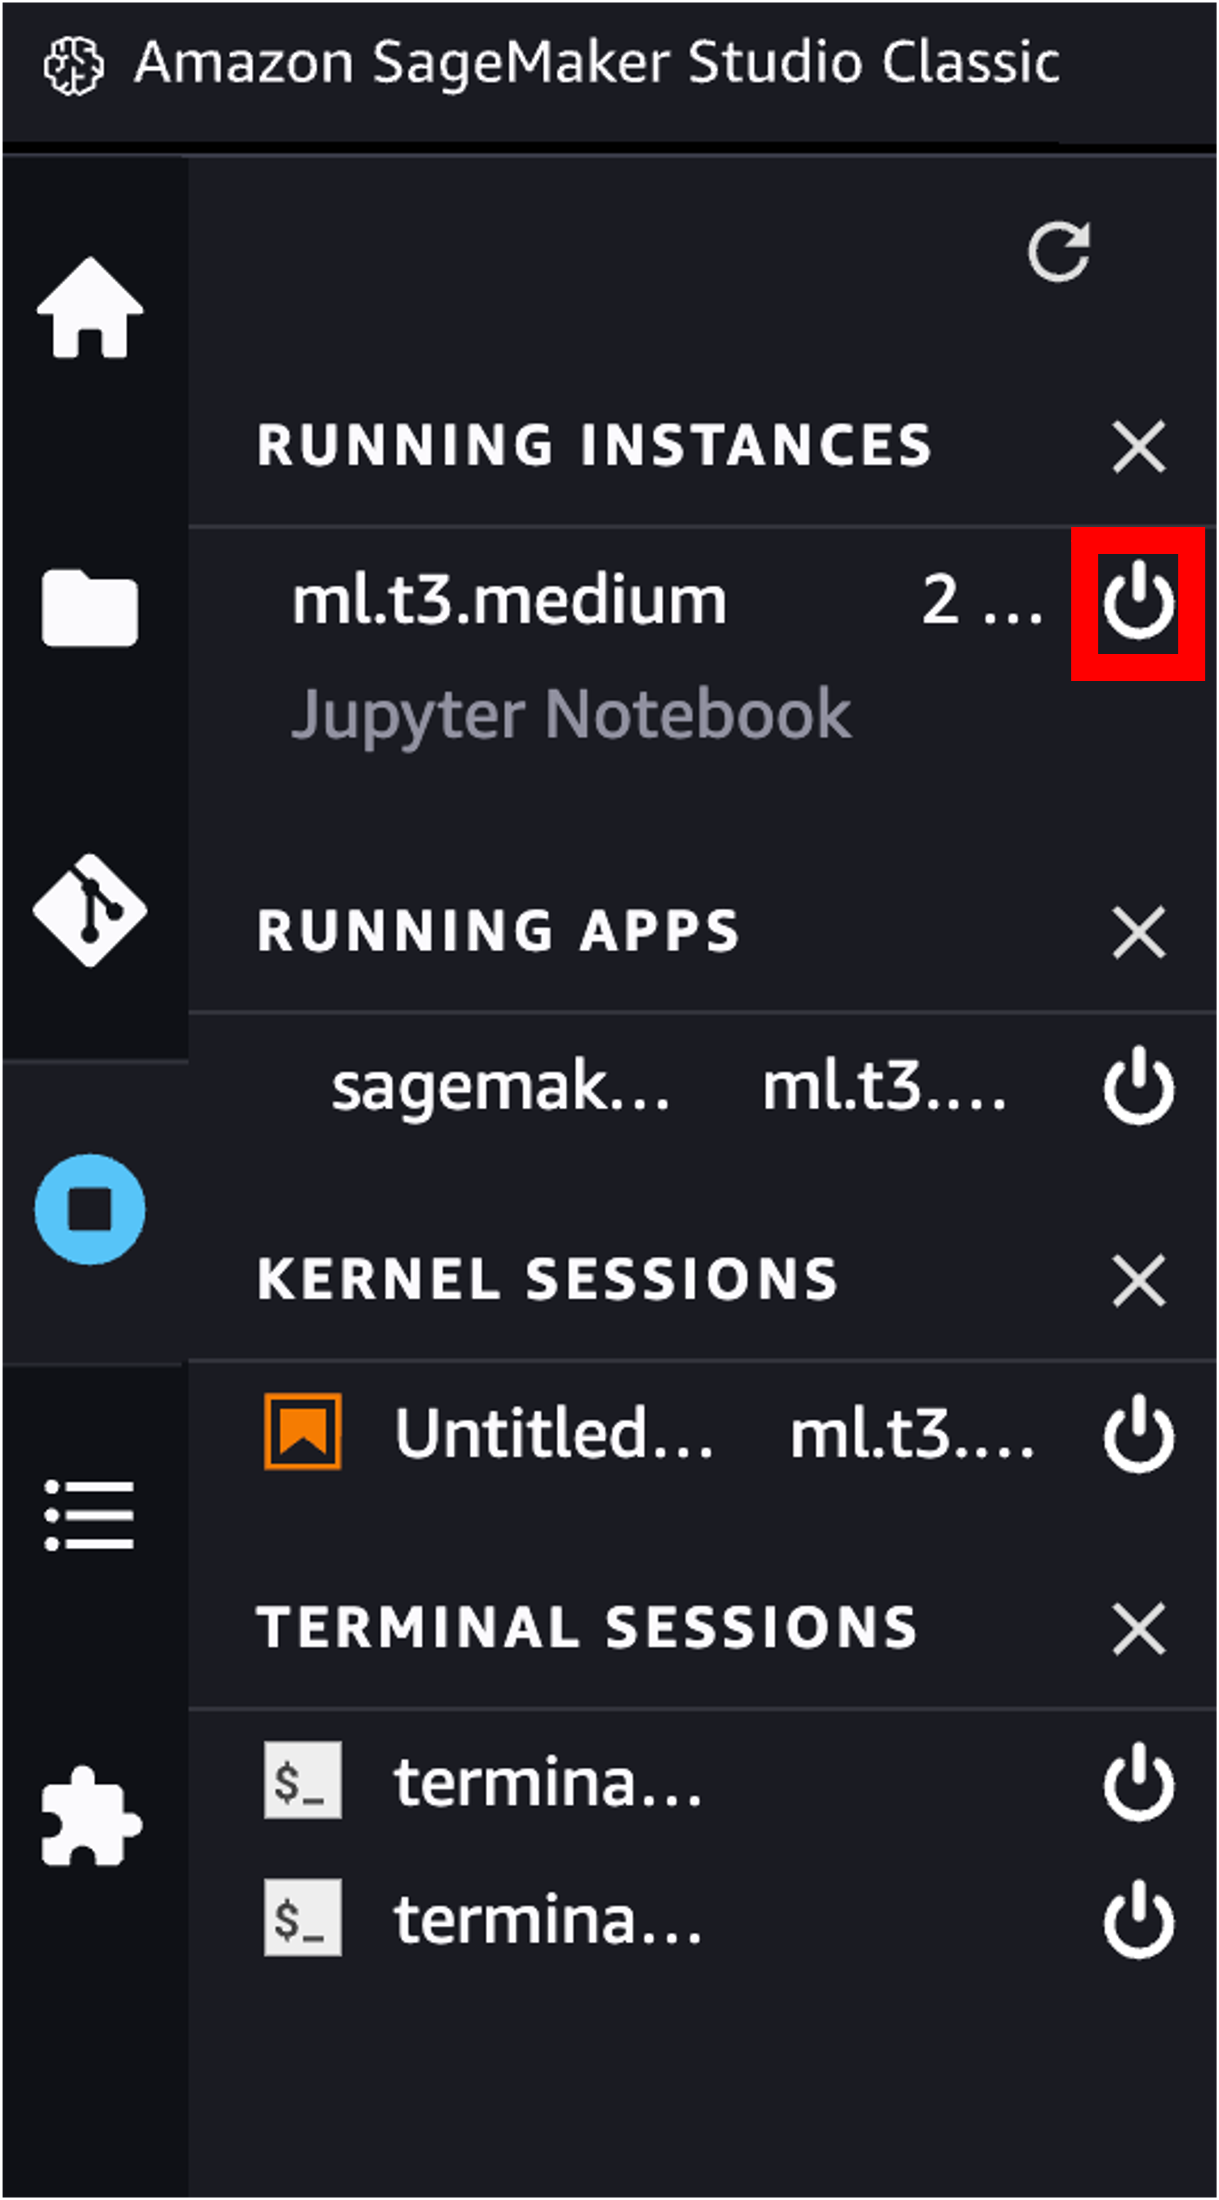 Amazon SageMaker Studio Classic
RUNNING INSTANCES
ml.t3.medium 2 ...
Jupyter Notebook
RUNNING APPS
sagemak... ml.t3....
KERNEL SESSIONS
Untitled... ml.t3....
TERMINAL SESSIONS
$_ termina...
$_ termina...